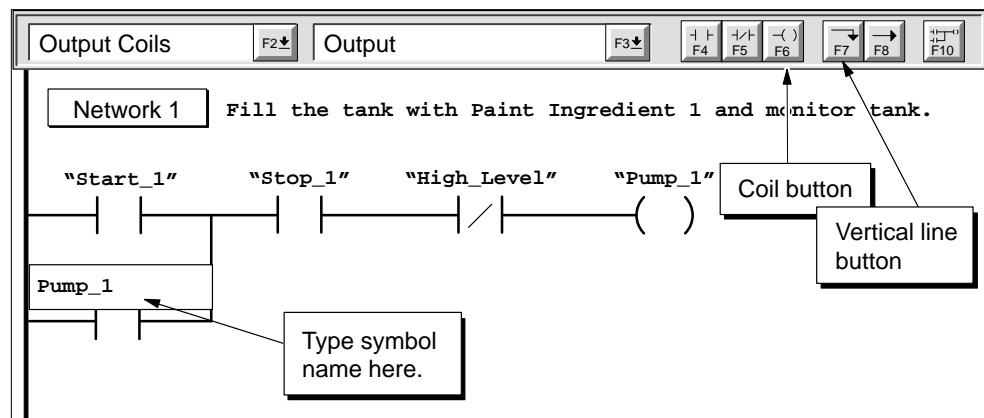 Output Coils F2 Output F3 F4 F5 F6 F7 F8 F10
Network 1 Fill the tank with Paint Ingredient 1 and monitor tank.
“Start_1” “Stop_1” “High_Level” “Pump_1”
Coil button
Vertical line
button
Pump_1
Type symbol
name here.